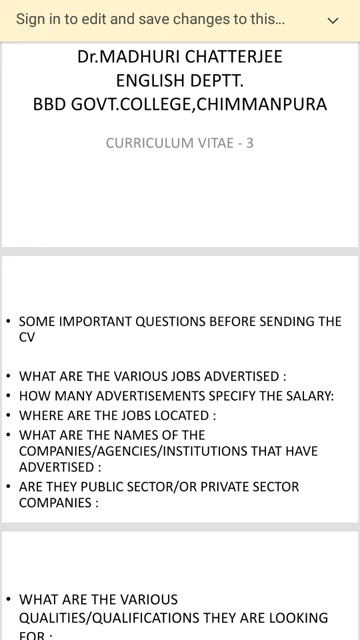 Sign in to edit and save changes to this...
Dr.MADHURI CHATTERJEE
ENGLISH DEPTT.
BBD GOVT.COLLEGE,CHIMMANPURA
CURRICULUM VITAE - 3
• SOME IMPORTANT QUESTIONS BEFORE SENDING THE
CV
• WHAT ARE THE VARIOUS JOBS ADVERTISED :
• HOW MANY ADVERTISEMENTS SPECIFY THE SALARY:
• WHERE ARE THE JOBS LOCATED :
• WHAT ARE THE NAMES OF THE
COMPANIES/AGENCIES/INSTITUTIONS THAT HAVE
ADVERTISED :
• ARE THEY PUBLIC SECTOR/OR PRIVATE SECTOR
COMPANIES :
• WHAT ARE THE VARIOUS
QUALITIES/QUALIFICATIONS THEY ARE LOOKING
FOR :